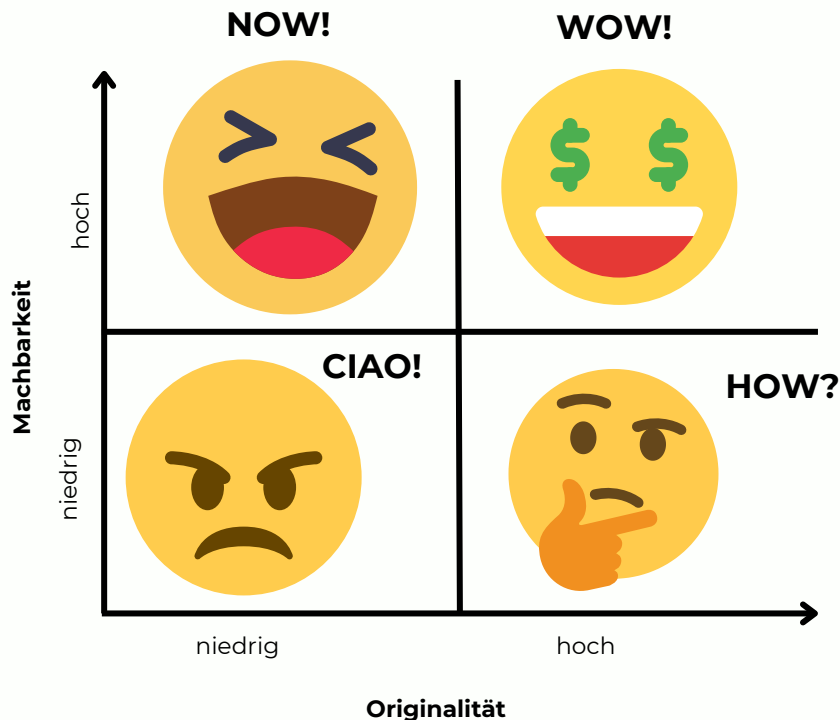 NOW!
WOW!
hoch
Machbarkeit
CIAO!
HOW?
niedrig
niedrig
hoch
Originalität